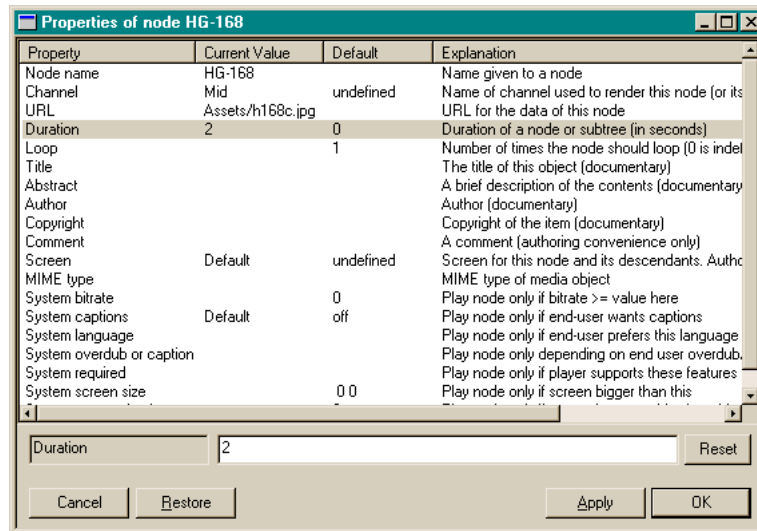 Properties of node HG-168
Property Current Value Default Explanation
Node name HG-168 Name given to a node
Channel Mid undefined Name of channel used to render this node (or its
URL Assets/h168c.jpg URL for the data of this node
Duration 2 0 Duration of a node or subtree (in seconds)
Loop 1 Number of times the node should loop (0 is indef
Title The title of this object (documentary)
Abstract A brief description of the contents (documentary
Author Author (documentary)
Copyright Copyright of the item (documentary)
Comment A comment (authoring convenience only)
Screen Default undefined Screen for this node and its descendants. Autho
MIME type MIME type of media object
System bitrate 0 Play node only if bitrate >= value here
System captions Default off Play node only if end-user wants captions
System language Play node only if end-user prefers this language
System overdub or caption Play node only depending on end user overdub.
System required Play node only if player supports these features
System screen size 0 0 Play node only if screen bigger than this
Duration 2 Reset
Cancel Restore Apply OK